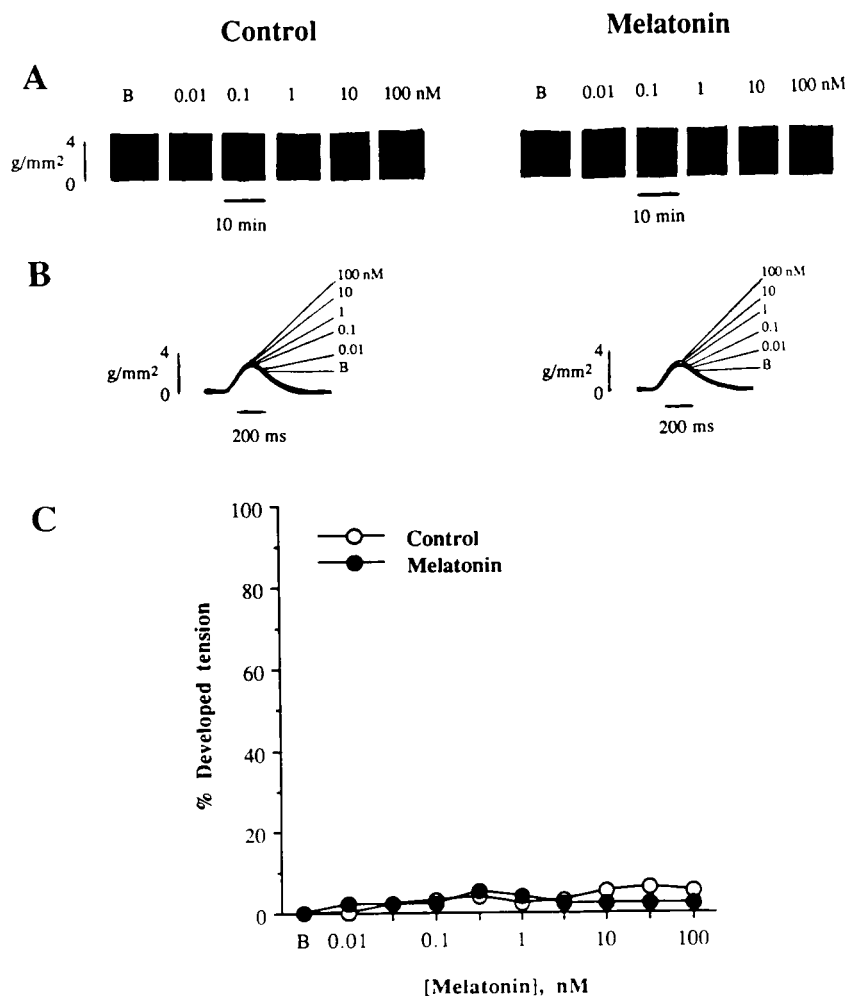 Control Melatonin
A
B 0.01 0.1 1 10 100 nM B 0.01 0.1 1 10 100 nM
4 4
g/mm² g/mm²
0 0
10 min 10 min
B
100 nM 100 nM
10 10
1 1
0.1 0.1
0.01 0.01
B B
4 4
g/mm² g/mm²
0 0
200 ms 200 ms
C
100
Control
Melatonin
80
60
40
20
0
% Developed tension
B 0.01 0.1 1 10 100
[Melatonin], nM